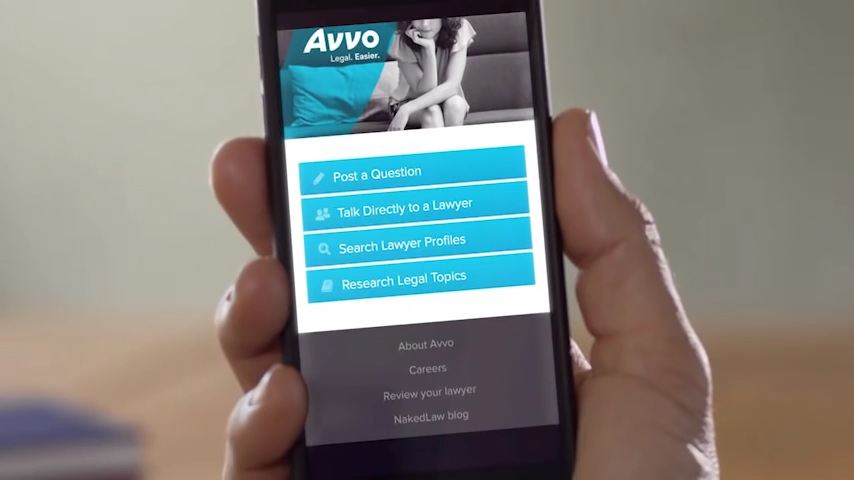 Avvo
Legal. Easier.
Post a Question
Talk Directly to a Lawyer
Search Lawyer Profiles
Research Legal Topics
About Avvo
Careers
Review your lawyer
NakedLaw blog